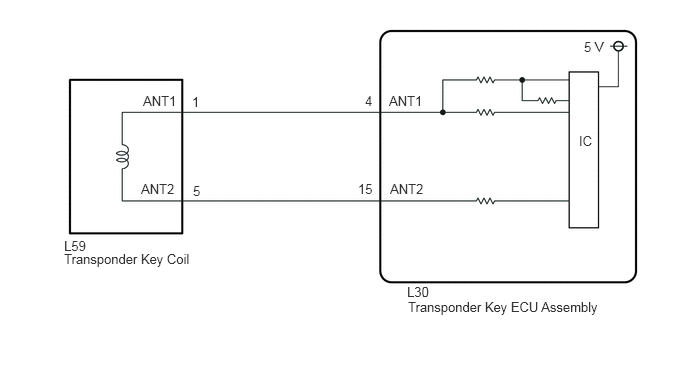 5 V
ANT1 1 4 ANT1
IC
ANT2 5 15 ANT2
L59
Transponder Key Coil
L30
Transponder Key ECU Assembly